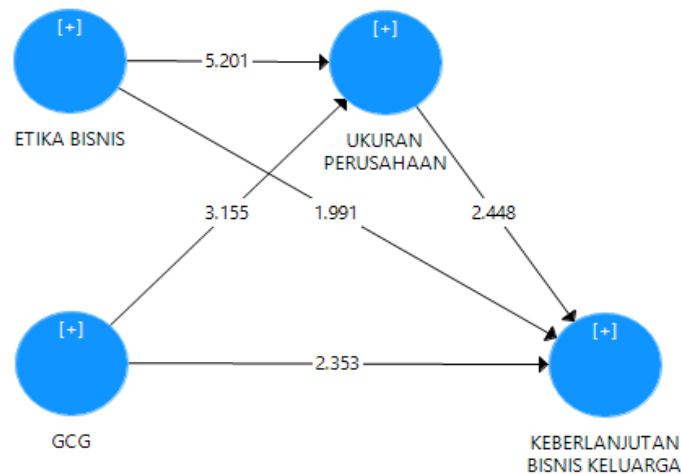 [+]
[+]
5.201
ETIKA BISNIS
UKURAN
PERUSAHAAN
3.155
1.991
2.448
[+]
[+]
2.353
GCG
KEBERLANJUTAN
BISNIS KELUARGA